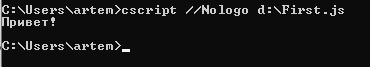 C:\Users\artem>cscript //Nologo d:\First.js
Привет!
C:\Users\artem>_